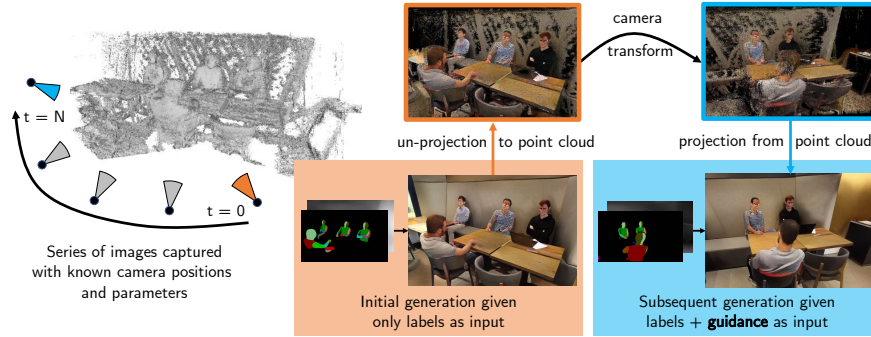 t = N
t = 0
Series of images captured
with known camera positions
and parameters
un-projection to point cloud
camera
transform
projection from point cloud
Initial generation given
only labels as input
Subsequent generation given
labels + guidance as input